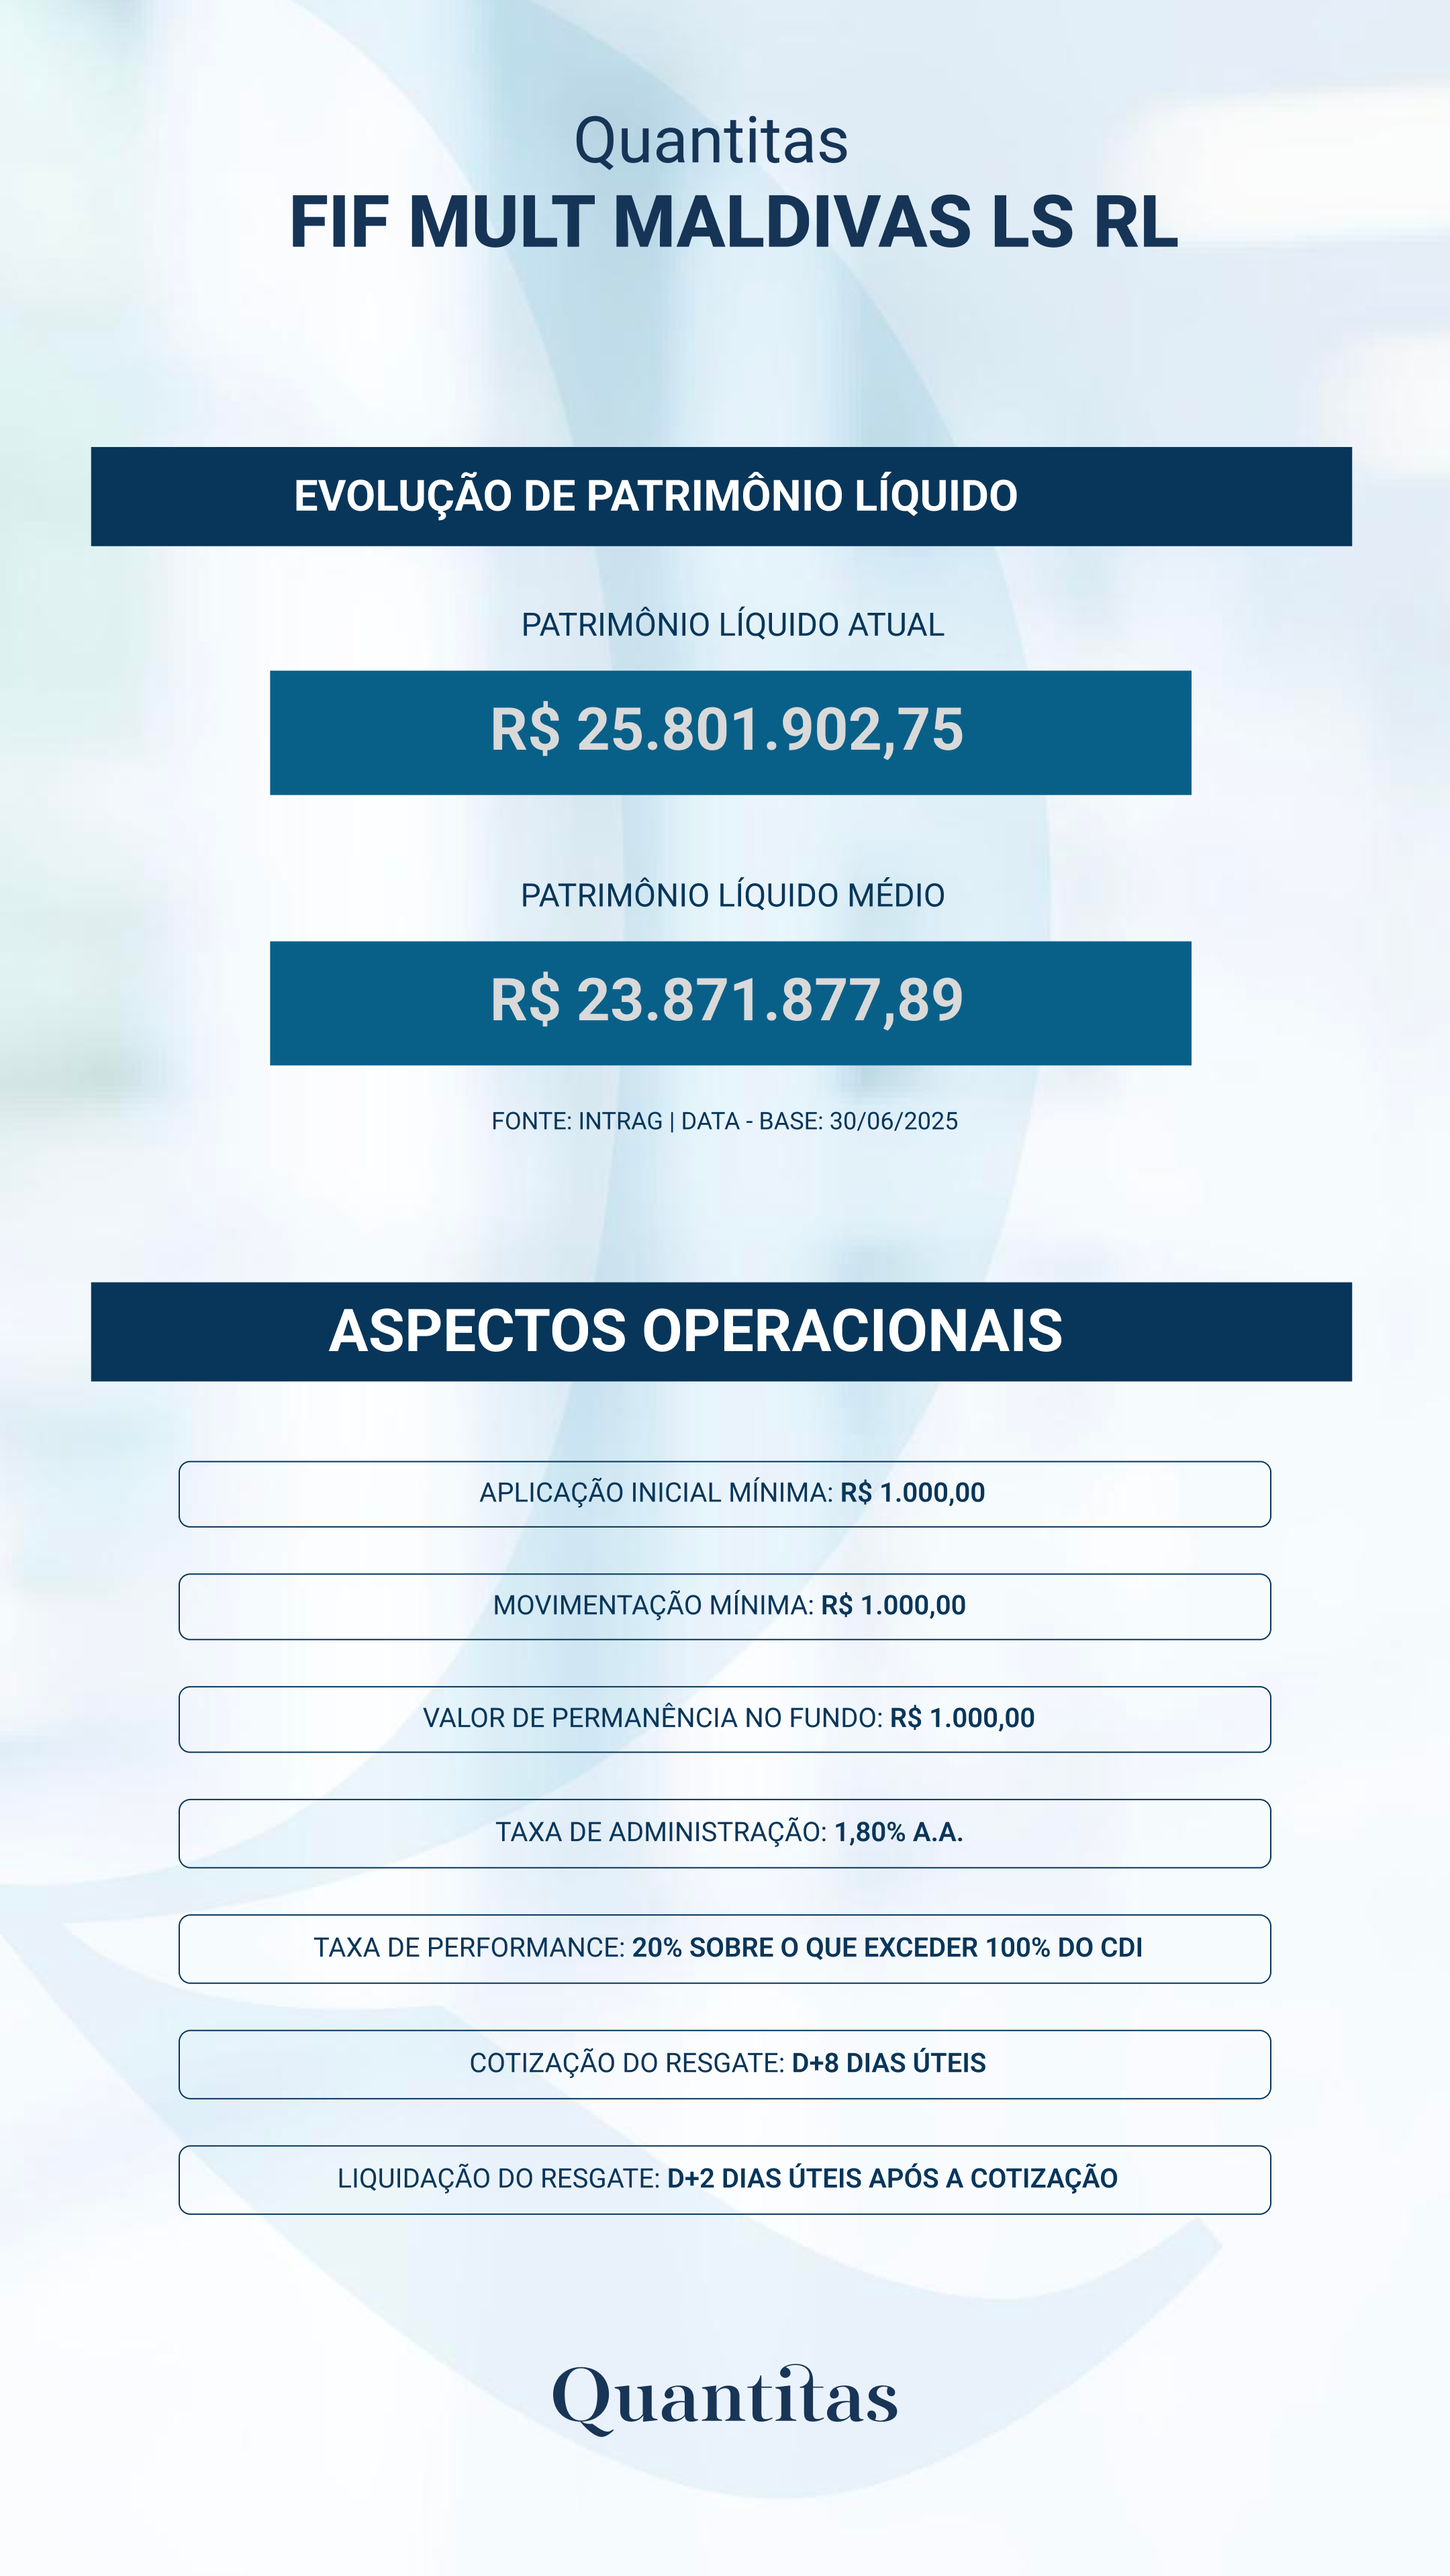 Quantitas
FIF MULT MALDIVAS LS RL
EVOLUÇÃO DE PATRIMÔNIO LÍQUIDO
PATRIMÔNIO LÍQUIDO ATUAL
R$ 25.801.902,75
PATRIMÔNIO LÍQUIDO MÉDIO
R$ 23.871.877,89
FONTE: INTRAG | DATA - BASE: 30/06/2025
ASPECTOS OPERACIONAIS
APLICAÇÃO INICIAL MÍNIMA: R$ 1.000,00
MOVIMENTAÇÃO MÍNIMA: R$ 1.000,00
VALOR DE PERMANÊNCIA NO FUNDO: R$ 1.000,00
TAXA DE ADMINISTRAÇÃO: 1,80% A.A.
TAXA DE PERFORMANCE: 20% SOBRE O QUE EXCEDER 100% DO CDI
COTIZAÇÃO DO RESGATE: D+8 DIAS ÚTEIS
LIQUIDAÇÃO DO RESGATE: D+2 DIAS ÚTEIS APÓS A COTIZAÇÃO
Quantitas